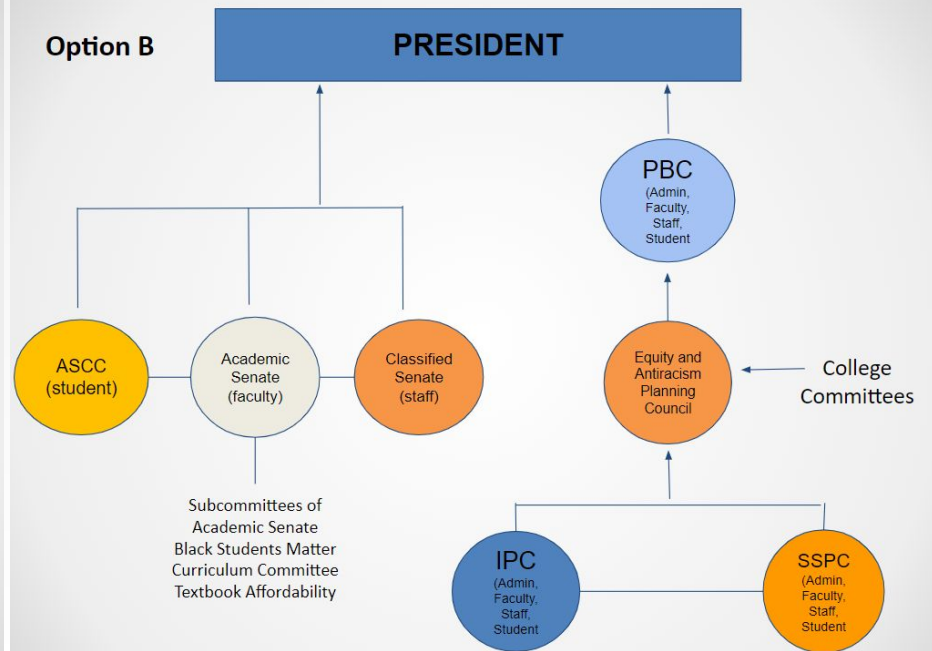 Option B
PRESIDENT
PBC
(Admin,
Faculty,
Staff,
Student
ASCC
(student)
Academic
Senate
(faculty)
Classified
Senate
(staff)
Equity and
Antiracism
Planning
Council
College
Committees
Subcommittees of
Academic Senate
Black Students Matter
Curriculum Committee
Textbook Affordability
IPC
(Admin,
Faculty,
Staff,
Student
SSPC
(Admin,
Faculty,
Staff,
Student